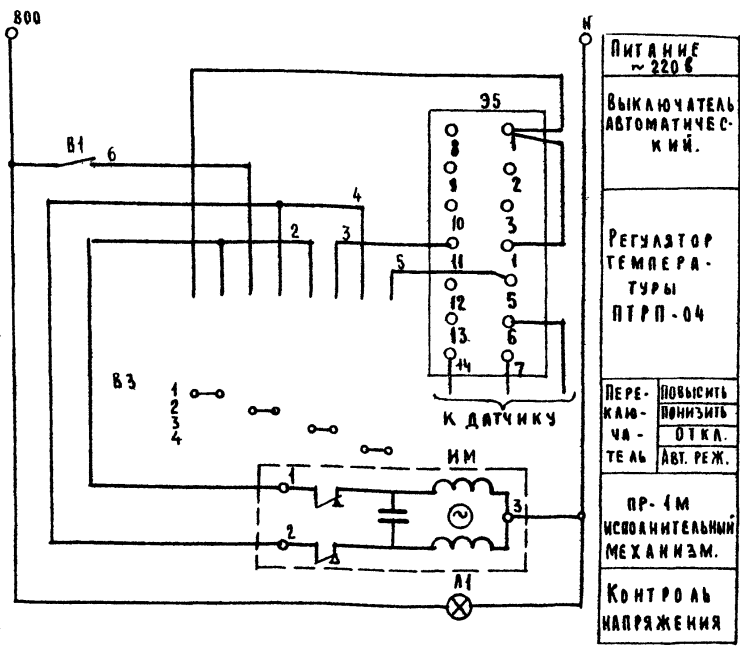 800
N
В1
6
4
2
3
5
Э5
8
1
9
2
10
3
11
1
12
5
13
6
14
7
К ДАТЧИКУ
В3
1
2
3
4
ИМ
1
3
2
Л1
ПИТАНИЕ
~ 220 В
ВЫКЛЮЧАТЕЛЬ
АВТОМАТИЧЕС-
КИЙ.
РЕГУЛЯТОР
ТЕМПЕРА-
ТУРЫ
ПТРП-04
ПЕРЕ-
КЛЮ-
ЧА-
ТЕЛЬ
ПОВЫСИТЬ
ПОНИЗИТЬ
ОТКЛ.
АВТ. РЕЖ.
ПР-1М
ИСПОЛНИТЕЛЬНЫЙ
МЕХАНИЗМ.
КОНТРОЛЬ
НАПРЯЖЕНИЯ